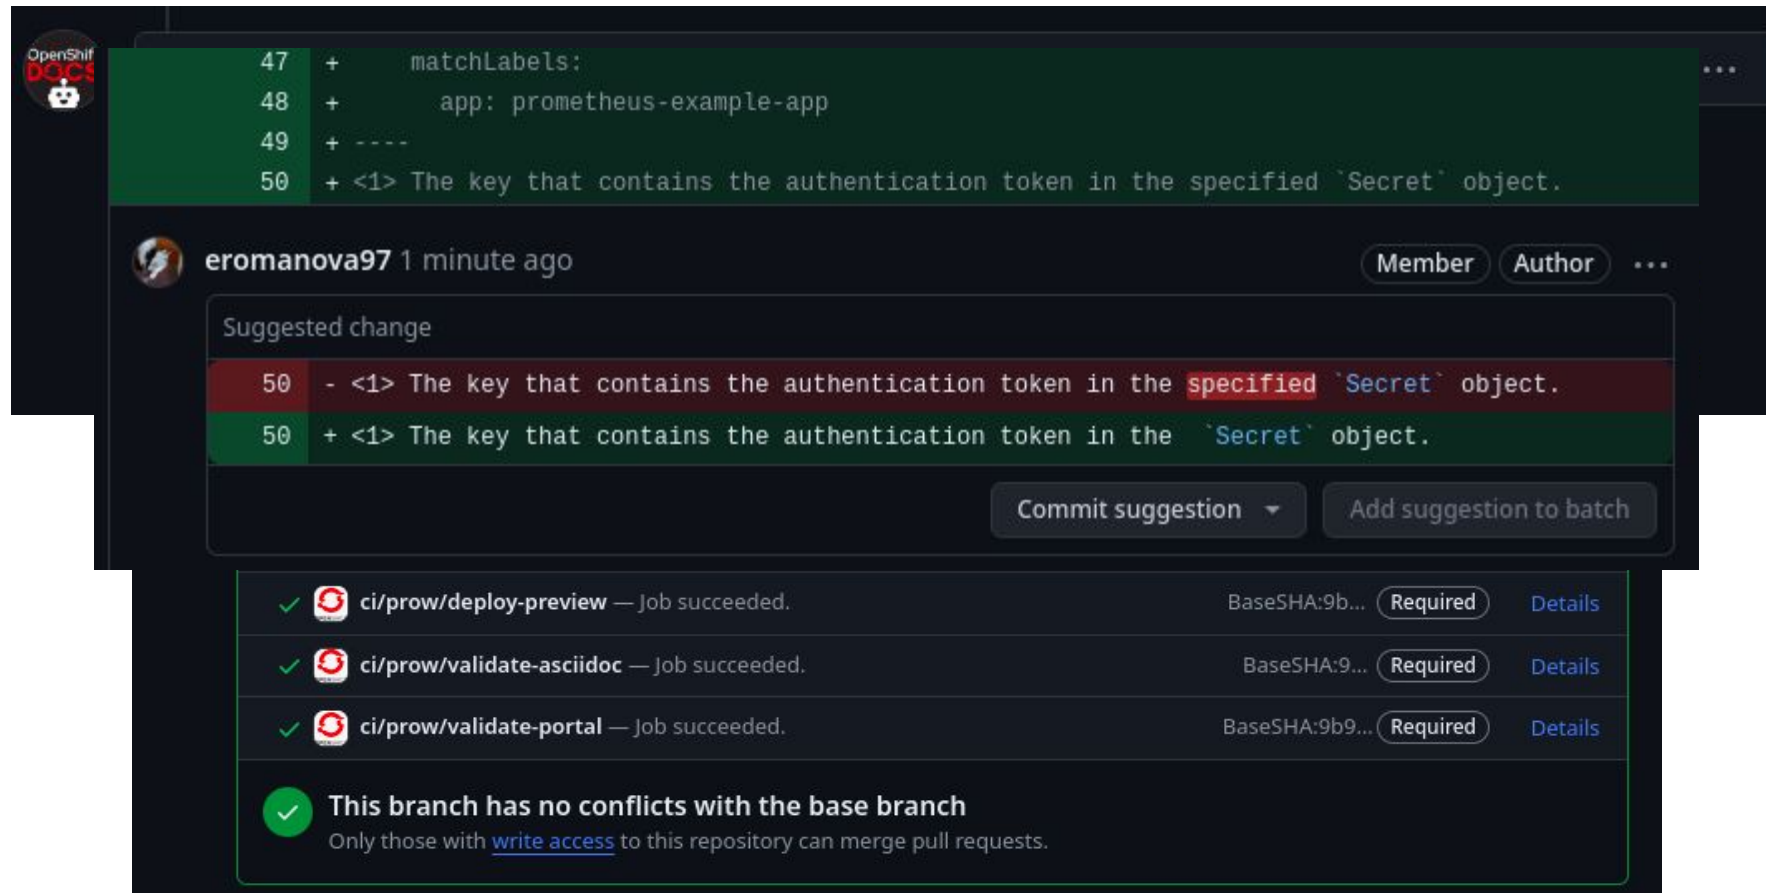 OpenShif
DOCS
47 +     matchLabels:
48 +       app: prometheus-example-app
49 + ----
50 + <1> The key that contains the authentication token in the specified `Secret` object.
eromanova97 1 minute ago Member Author ...
Suggested change
50 - <1> The key that contains the authentication token in the specified `Secret` object.
50 + <1> The key that contains the authentication token in the  `Secret` object.
Commit suggestion Add suggestion to batch
ci/prow/deploy-preview — Job succeeded. BaseSHA:9b... Required Details
ci/prow/validate-asciidoc — Job succeeded. BaseSHA:9... Required Details
ci/prow/validate-portal — Job succeeded. BaseSHA:9b9... Required Details
This branch has no conflicts with the base branch
Only those with write access to this repository can merge pull requests.